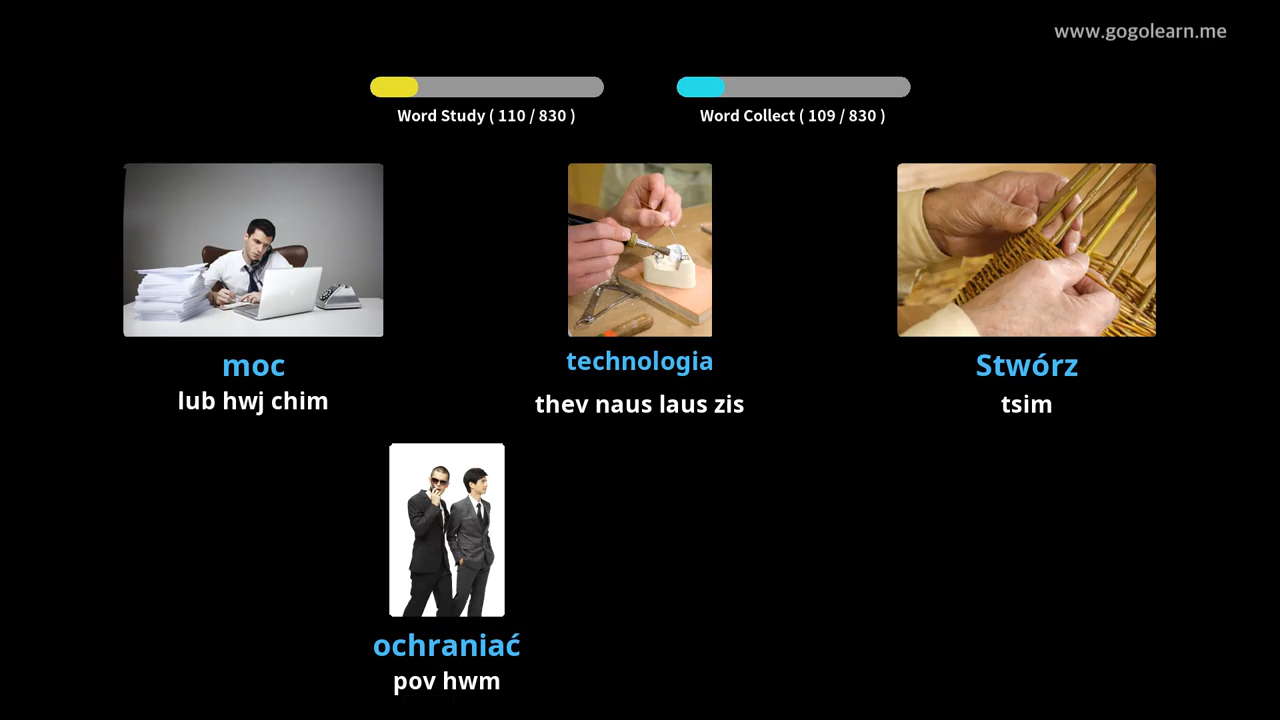 www.gogolearn.me
Word Study ( 110 / 830 )
Word Collect ( 109 / 830 )
moc
lub hwj chim
technologia
thev naus laus zis
Stwórz
tsim
ochraniać
pov hwm